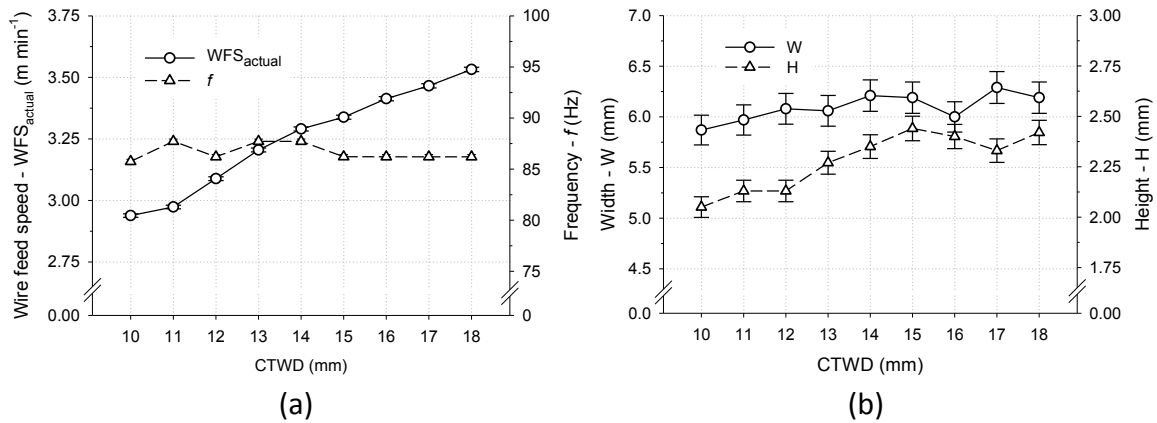 3.75
3.50
3.25
3.00
2.75
0.00
Wire feed speed - WFSactual (m min-1)
WFSactual
f
100
95
90
85
80
75
0
Frequency - f (Hz)
10 11 12 13 14 15 16 17 18
CTWD (mm)
(a)
7.0
6.5
6.0
5.5
5.0
4.5
0.0
Width - W (mm)
W
H
3.00
2.75
2.50
2.25
2.00
1.75
0.00
Height - H (mm)
10 11 12 13 14 15 16 17 18
CTWD (mm)
(b)